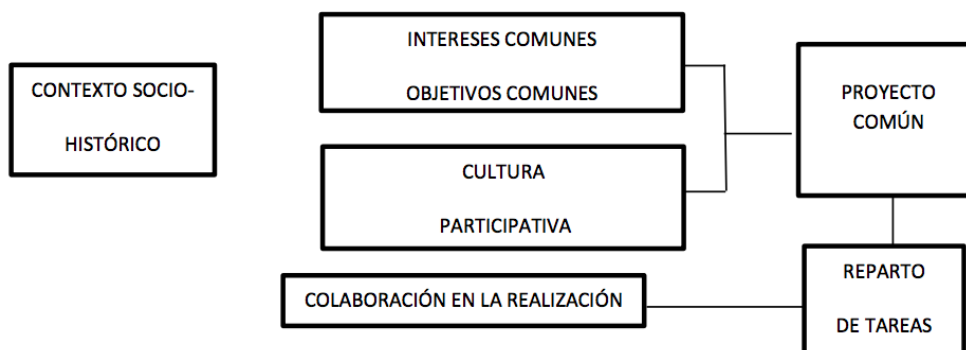 CONTEXTO SOCIO-
HISTÓRICO
INTERESES COMUNES
OBJETIVOS COMUNES
CULTURA
PARTICIPATIVA
PROYECTO
COMÚN
COLABORACIÓN EN LA REALIZACIÓN
REPARTO
DE TAREAS